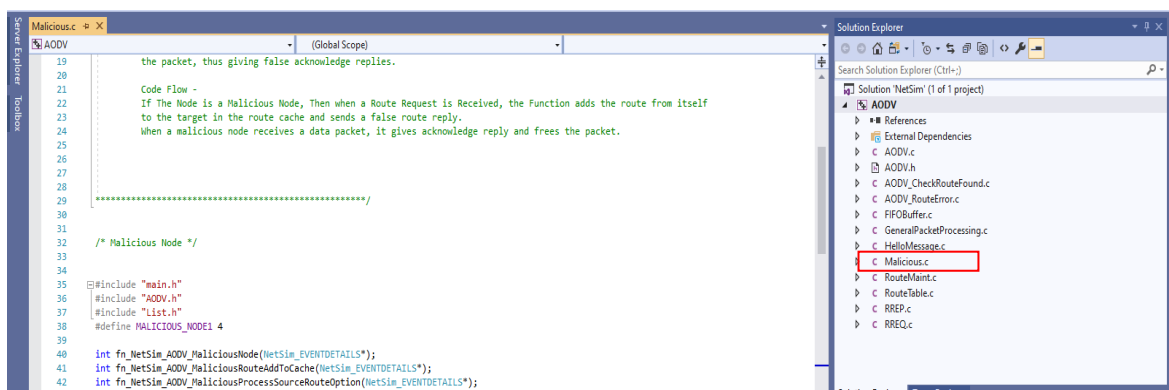 Server Explorer
Toolbox
Malicious.c
AODV
(Global Scope)
19 the packet, thus giving false acknowledge replies.
20
21 Code Flow -
22 If The Node is a Malicious Node, Then when a Route Request is Received, the Function adds the route from itself
23 to the target in the route cache and sends a false route reply.
24 When a malicious node receives a data packet, it gives acknowledge reply and frees the packet.
25
26
27
28
29 *****************************************************/
30
31
32 /* Malicious Node */
33
34
35 #include "main.h"
36 #include "AODV.h"
37 #include "List.h"
38 #define MALICIOUS_NODE1 4
39
40 int fn_NetSim_AODV_MaliciousNode(NetSim_EVENTDETAILS*);
41 int fn_NetSim_AODV_MaliciousRouteAddToCache(NetSim_EVENTDETAILS*);
42 int fn_NetSim_AODV_MaliciousProcessSourceRouteOption(NetSim_EVENTDETAILS*);
Solution Explorer
Search Solution Explorer (Ctrl+;)
Solution 'NetSim' (1 of 1 project)
AODV
References
External Dependencies
AODV.c
AODV.h
AODV_CheckRouteFound.c
AODV_RouteError.c
FIFOBuffer.c
GeneralPacketProcessing.c
HelloMessage.c
Malicious.c
RouteMaint.c
RouteTable.c
RREP.c
RREQ.c